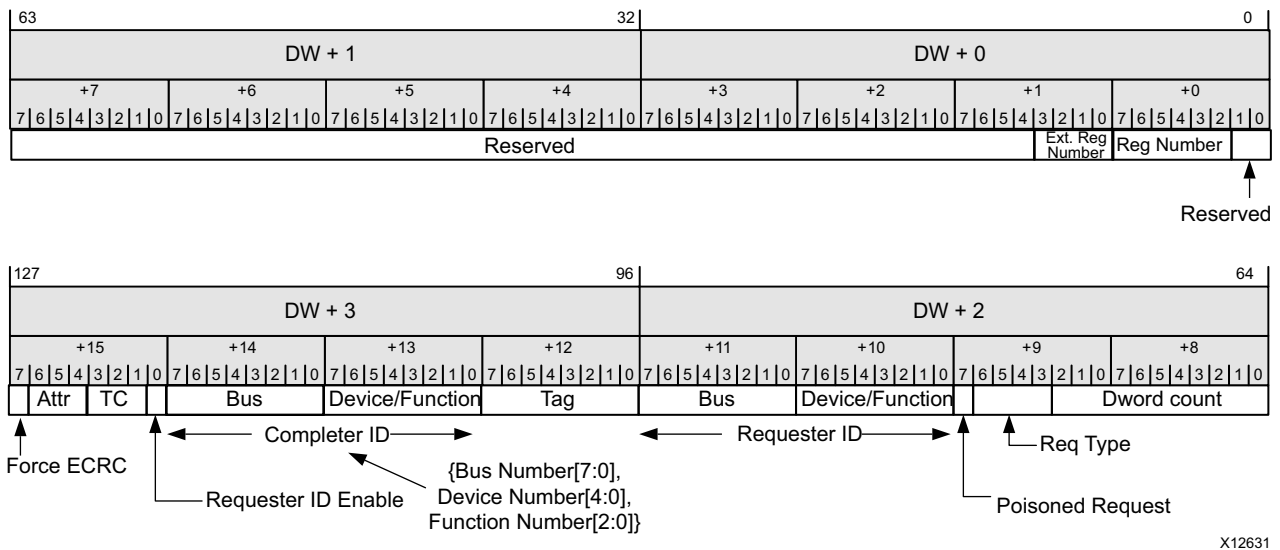 63 32 0
DW + 1 DW + 0
+7 +6 +5 +4 +3 +2 +1 +0
7 6 5 4 3 2 1 0 7 6 5 4 3 2 1 0 7 6 5 4 3 2 1 0 7 6 5 4 3 2 1 0 7 6 5 4 3 2 1 0 7 6 5 4 3 2 1 0 7 6 5 4 3 2 1 0 7 6 5 4 3 2 1 0
Reserved Ext. Reg Number Reg Number
Reserved
127 96 64
DW + 3 DW + 2
+15 +14 +13 +12 +11 +10 +9 +8
7 6 5 4 3 2 1 0 7 6 5 4 3 2 1 0 7 6 5 4 3 2 1 0 7 6 5 4 3 2 1 0 7 6 5 4 3 2 1 0 7 6 5 4 3 2 1 0 7 6 5 4 3 2 1 0 7 6 5 4 3 2 1 0
Attr TC Bus Device/Function Tag Bus Device/Function Dword count
Completer ID Requester ID
Req Type
Force ECRC
{Bus Number[7:0],
Device Number[4:0],
Function Number[2:0]}
Requester ID Enable
Poisoned Request
X12631